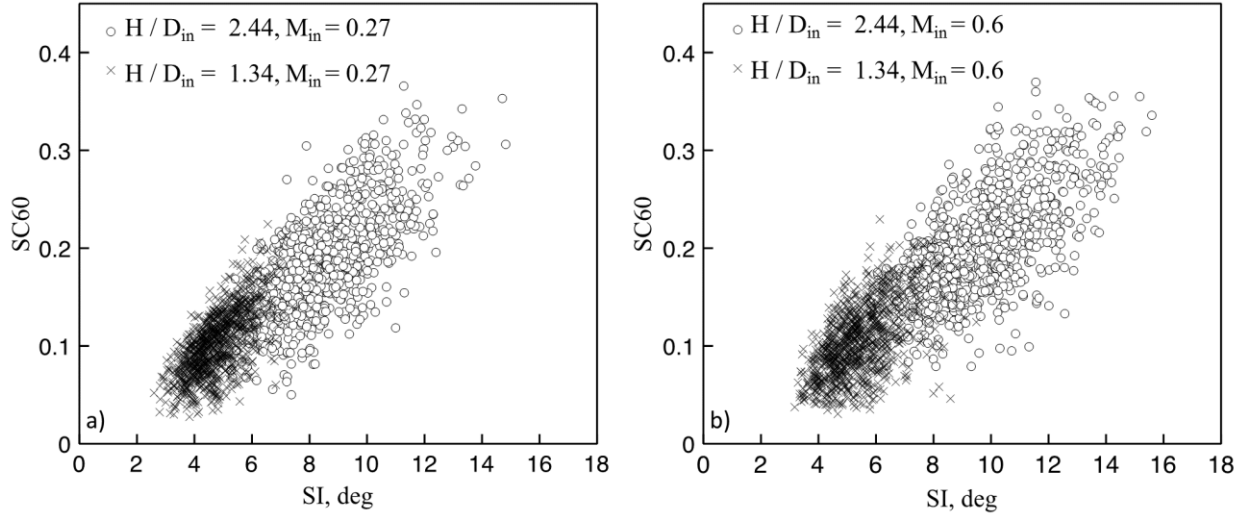 ○ H / D_in = 2.44, M_in = 0.27
× H / D_in = 1.34, M_in = 0.27
0.4
0.3
SC60
0.2
0.1
0
a)
0 2 4 6 8 10 12 14 16 18
SI, deg
○ H / D_in = 2.44, M_in = 0.6
× H / D_in = 1.34, M_in = 0.6
0.4
0.3
SC60
0.2
0.1
0
b)
0 2 4 6 8 10 12 14 16 18
SI, deg